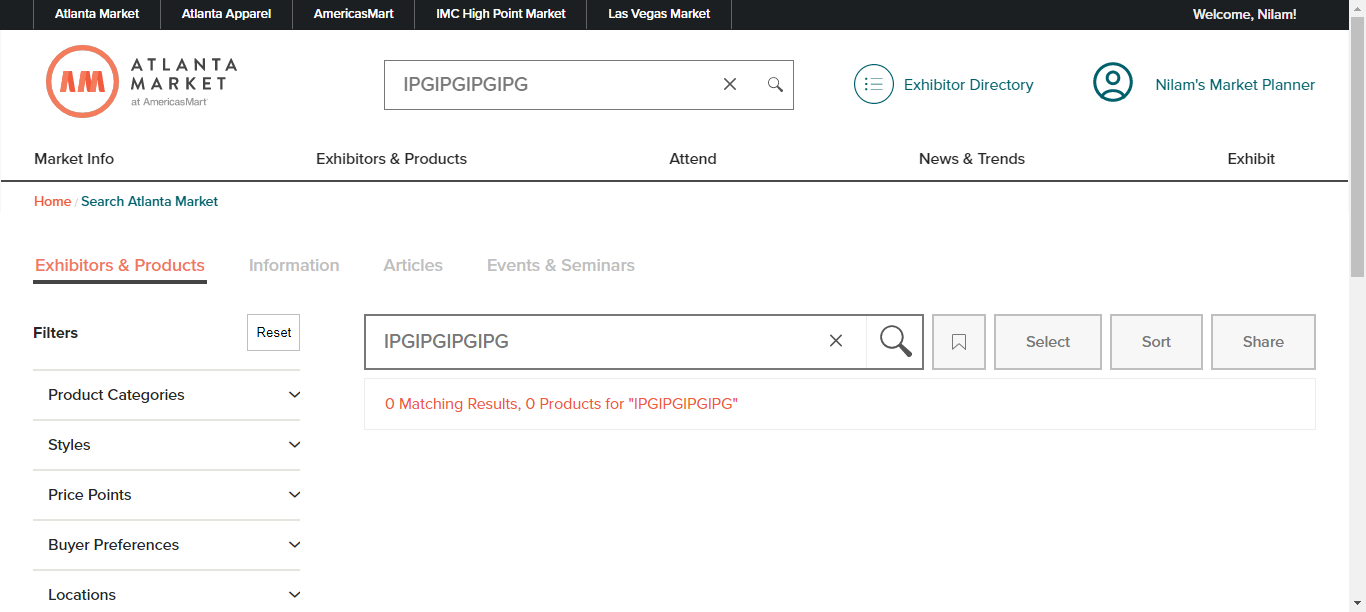 Atlanta Market Atlanta Apparel AmericasMart IMC High Point Market Las Vegas Market Welcome, Nilam!
AM ATLANTA
MARKET
at AmericasMart
IPGIPGIPGIPG
Exhibitor Directory
Nilam's Market Planner
Market Info Exhibitors & Products Attend News & Trends Exhibit
Home / Search Atlanta Market
Exhibitors & Products Information Articles Events & Seminars
Filters Reset
IPGIPGIPGIPG Select Sort Share
0 Matching Results, 0 Products for "IPGIPGIPGIPG"
Product Categories
Styles
Price Points
Buyer Preferences
Locations